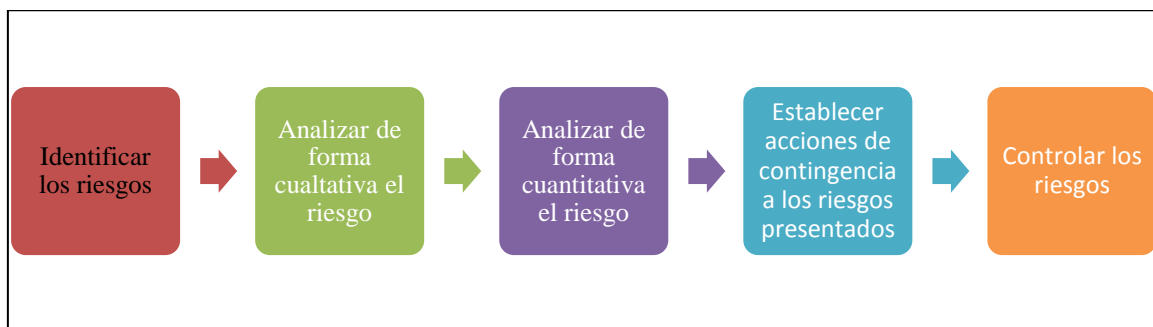 Identificar
los riesgos
Analizar de
forma
cualtativa el
riesgo
Analizar de
forma
cuantitativa
el riesgo
Establecer
acciones de
contingencia
a los riesgos
presentados
Controlar los
riesgos